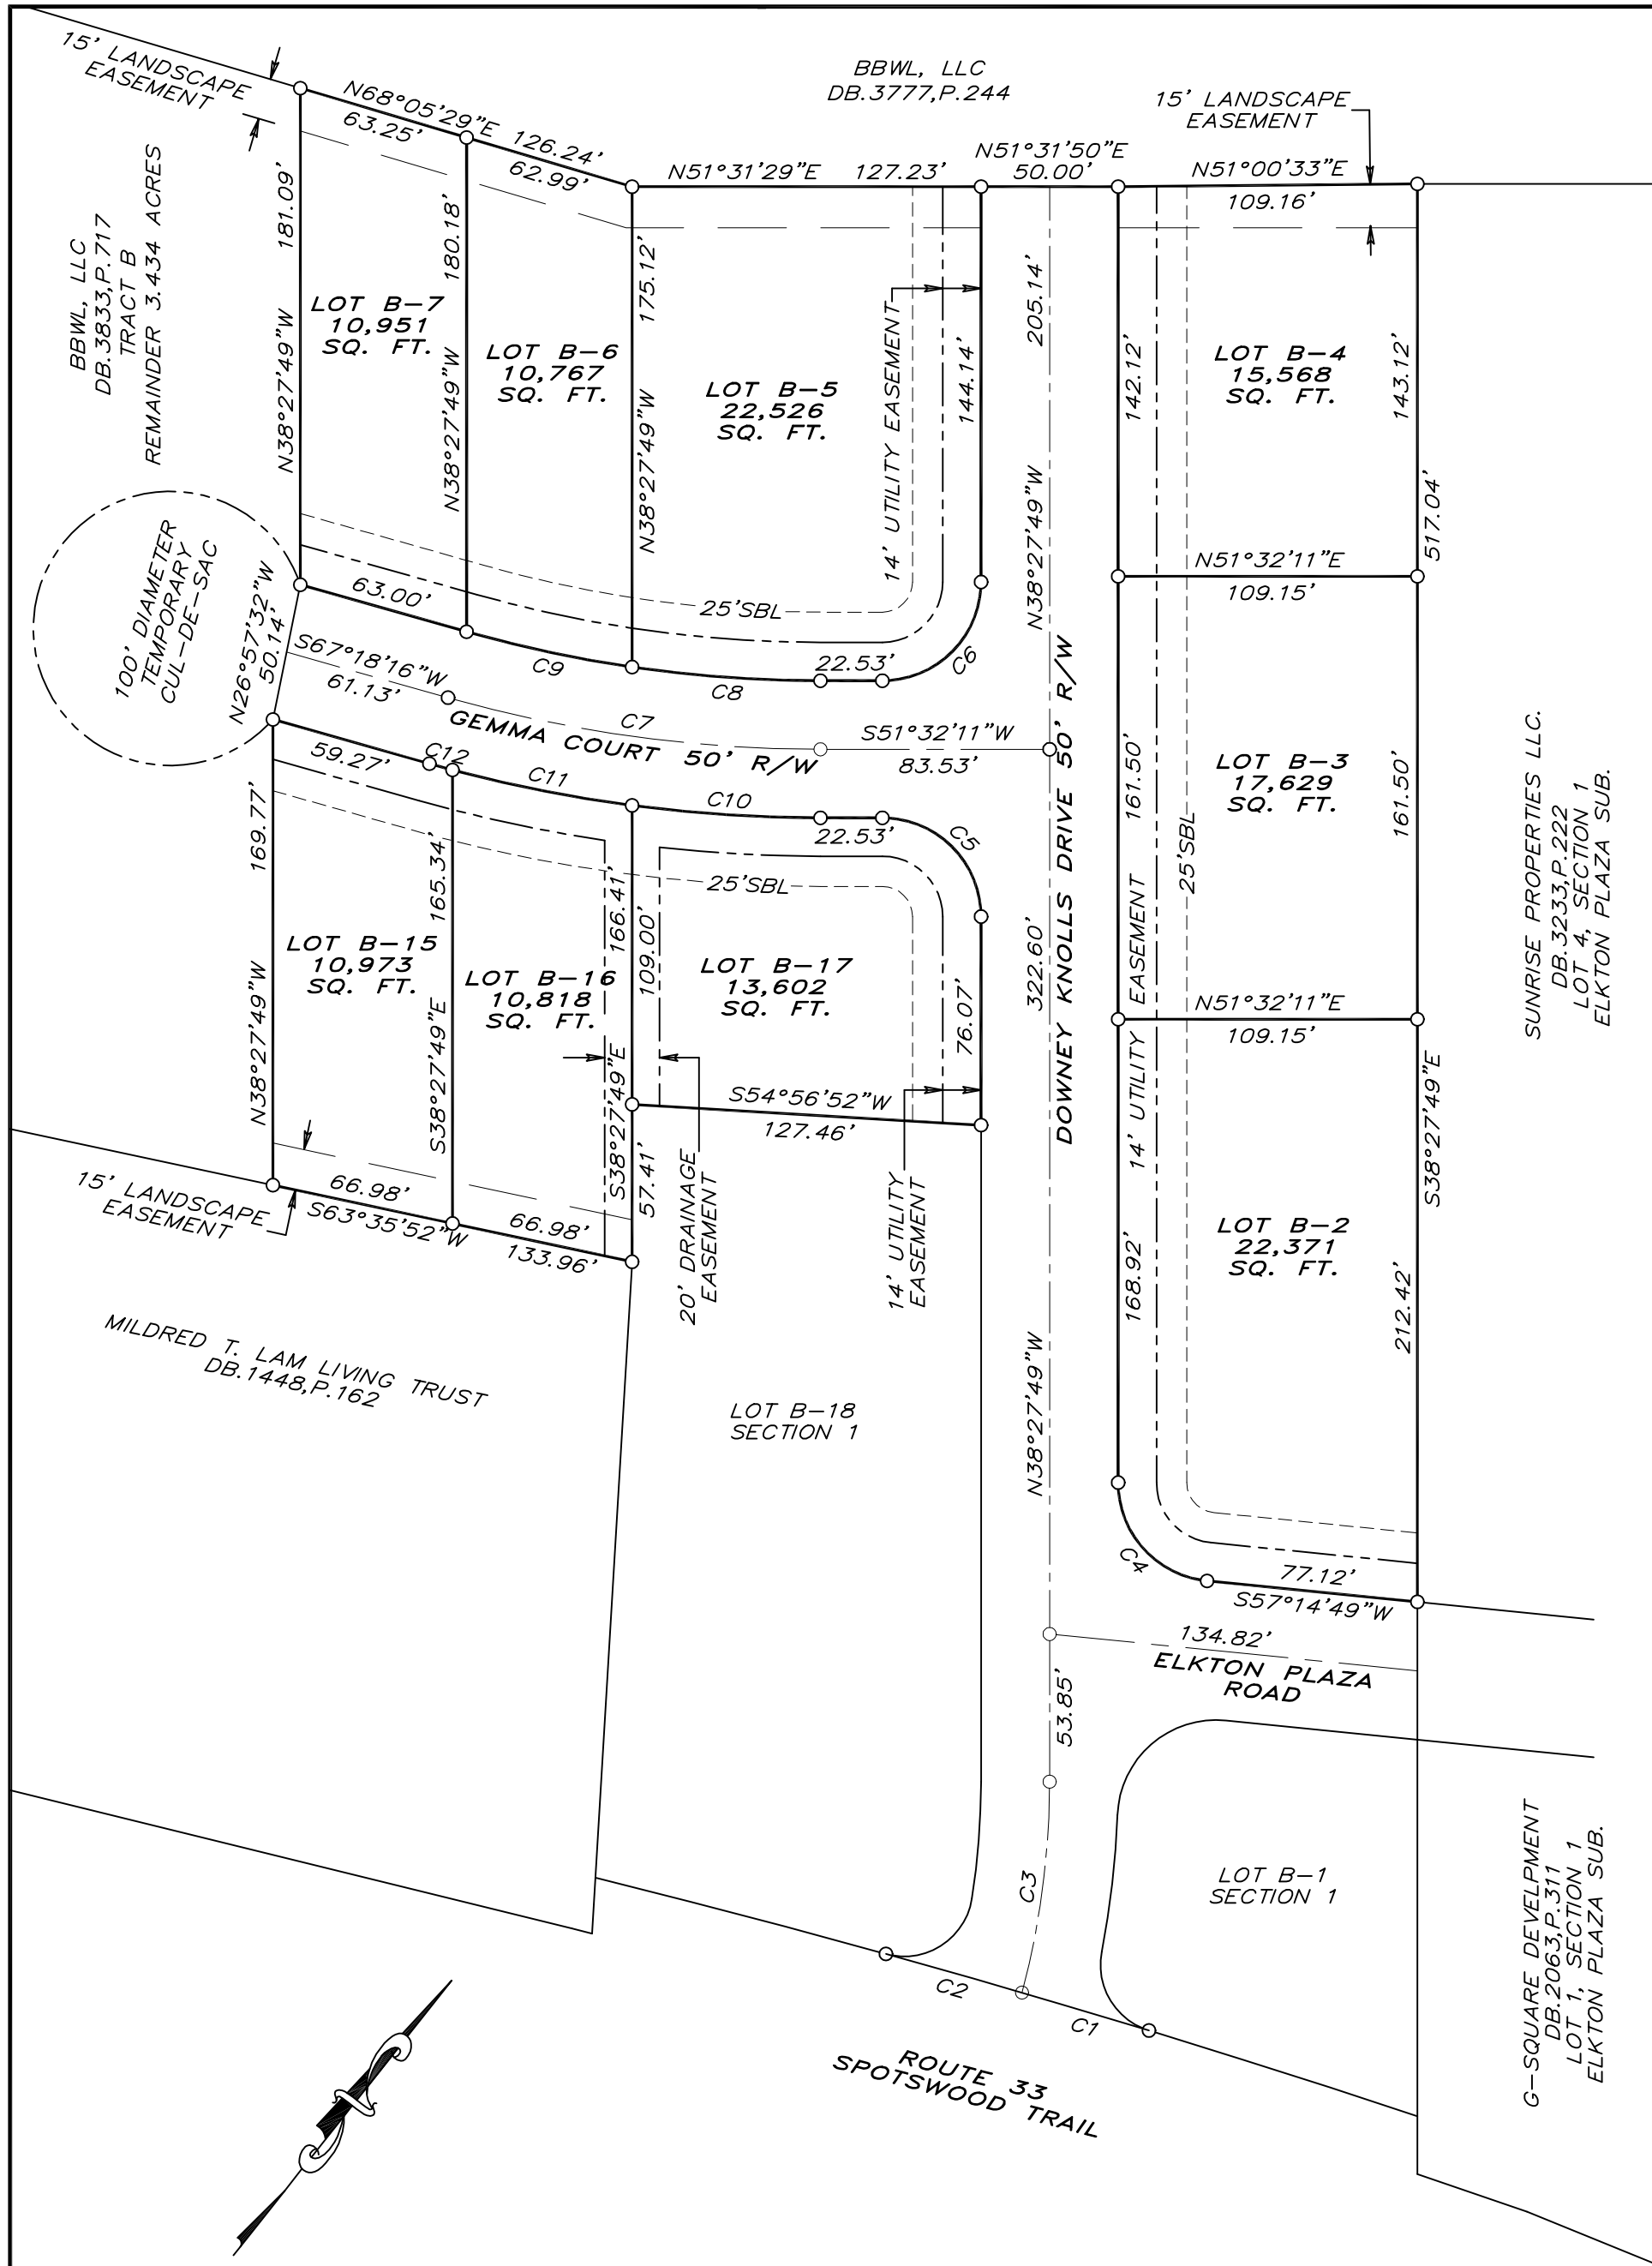 15' LANDSCAPE
EASEMENT
N68°05'29"E 126.24'
63.25'
62.99'
BBWL, LLC
DB.3777,P.244
15' LANDSCAPE
EASEMENT
N51°31'29"E 127.23'
N51°31'50"E
50.00'
N51°00'33"E
109.16'
BBWL, LLC
DB.3833,P.717
TRACT B
REMAINDER 3.434 ACRES
181.09'
N38°27'49"W
LOT B-7
10,951
SQ. FT.
180.18'
N38°27'49"W
LOT B-6
10,767
SQ. FT.
175.12'
N38°27'49"W
LOT B-5
22,526
SQ. FT.
14' UTILITY EASEMENT
144.14'
205.14'
N38°27'49"W
142.12'
LOT B-4
15,568
SQ. FT.
143.12'
517.04'
N51°32'11"E
109.15'
100' DIAMETER
TEMPORARY
CUL-DE-SAC
N26°57'32"W
50.14'
63.00'
C9
C8
22.53'
C6
25'SBL
S67°18'16"W
61.13'
C7
GEMMA COURT 50' R/W
S51°32'11"W
83.53'
59.27'
C12
C11
C10
22.53'
C5
25'SBL
DOWNEY KNOLLS DRIVE 50' R/W
161.50'
25'SBL
LOT B-3
17,629
SQ. FT.
161.50'
SUNRISE PROPERTIES LLC.
DB.3233,P.222
LOT 4, SECTION 1
ELKTON PLAZA SUB.
169.77'
N38°27'49"W
LOT B-15
10,973
SQ. FT.
165.34'
S38°27'49"E
LOT B-16
10,818
SQ. FT.
166.41'
S38°27'49"E
109.00'
57.41'
LOT B-17
13,602
SQ. FT.
76.07'
322.60'
N38°27'49"W
14' UTILITY EASEMENT
N51°32'11"E
109.15'
S54°56'52"W
127.46'
S38°27'49"E
15' LANDSCAPE
EASEMENT
66.98'
S63°35'52"W
66.98'
133.96'
20' DRAINAGE
EASEMENT
14' UTILITY
EASEMENT
168.92'
LOT B-2
22,371
SQ. FT.
212.42'
MILDRED T. LAM LIVING TRUST
DB.1448,P.162
LOT B-18
SECTION 1
C4
77.12'
S57°14'49"W
134.82'
ELKTON PLAZA
ROAD
53.85'
C3
LOT B-1
SECTION 1
G-SQUARE DEVELPMENT
DB.2063,P.311
LOT 1, SECTION 1
ELKTON PLAZA SUB.
C2
C1
ROUTE 33
SPOTSWOOD TRAIL